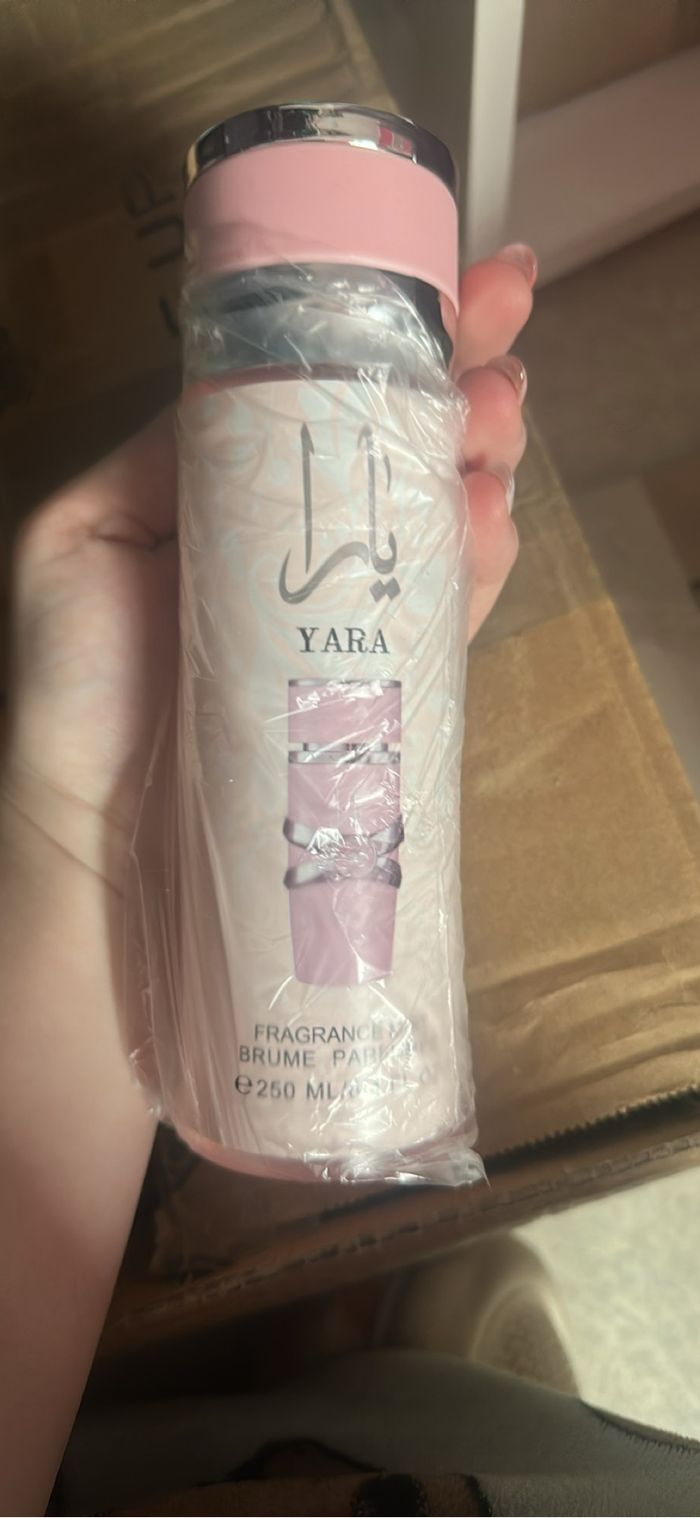 يارا
YARA
FRAGRANCE
BRUME
℮250 ML/